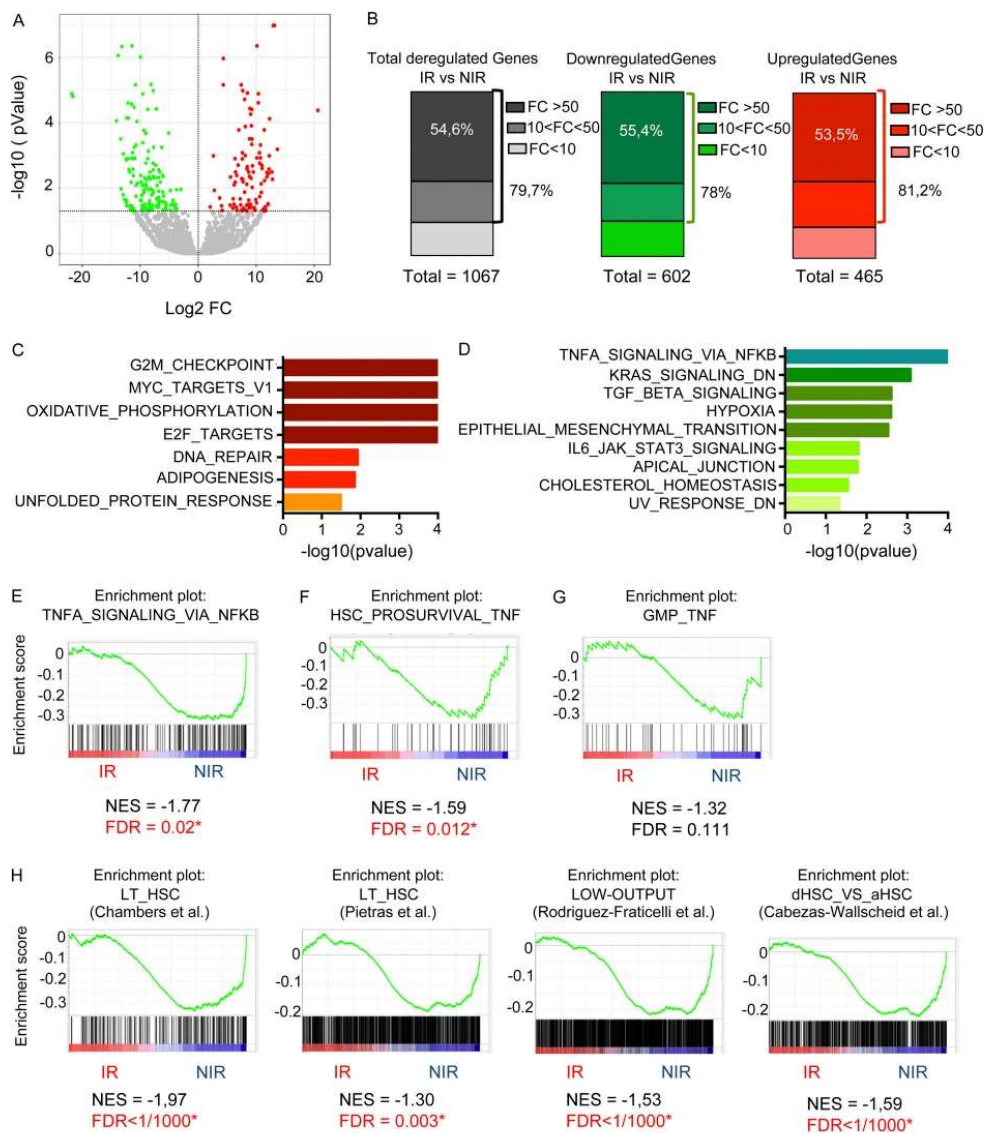 A
-log10 ( pValue)
6
4
2
0
-20
-10
0
10
20
Log2 FC
B
Total deregulated Genes
IR vs NIR
54,6%
FC >50
10<FC<50
FC<10
79,7%
Total = 1067
DownregulatedGenes
IR vs NIR
55,4%
FC >50
10<FC<50
FC<10
78%
Total = 602
UpregulatedGenes
IR vs NIR
53,5%
FC >50
10<FC<50
FC<10
81,2%
Total = 465
C
G2M_CHECKPOINT
MYC_TARGETS_V1
OXIDATIVE_PHOSPHORYLATION
E2F_TARGETS
DNA_REPAIR
ADIPOGENESIS
UNFOLDED_PROTEIN_RESPONSE
0 1 2 3 4
-log10(pvalue)
D
TNFA_SIGNALING_VIA_NFKB
KRAS_SIGNALING_DN
TGF_BETA_SIGNALING
HYPOXIA
EPITHELIAL_MESENCHYMAL_TRANSITION
IL6_JAK_STAT3_SIGNALING
APICAL_JUNCTION
CHOLESTEROL_HOMEOSTASIS
UV_RESPONSE_DN
0 1 2 3 4
-log10(pvalue)
E
Enrichment plot:
TNFA_SIGNALING_VIA_NFKB
Enrichment score
0
-0.1
-0.2
-0.3
IR NIR
NES = -1.77
FDR = 0.02*
F
Enrichment plot:
HSC_PROSURVIVAL_TNF
0
-0.1
-0.2
-0.3
IR NIR
NES = -1.59
FDR = 0.012*
G
Enrichment plot:
GMP_TNF
0
-0.1
-0.2
-0.3
IR NIR
NES = -1.32
FDR = 0.111
H
Enrichment plot:
LT_HSC
(Chambers et al.)
Enrichment score
0
-0.1
-0.2
-0.3
IR NIR
NES = -1,97
FDR<1/1000*
Enrichment plot:
LT_HSC
(Pietras et al.)
0
-0.1
-0.2
IR NIR
NES = -1.30
FDR = 0.003*
Enrichment plot:
LOW-OUTPUT
(Rodriguez-Fraticelli et al.)
0
-0.1
-0.2
IR NIR
NES = -1,53
FDR<1/1000*
Enrichment plot:
dHSC_VS_aHSC
(Cabezas-Wallscheid et al.)
0
-0.1
-0.2
IR NIR
NES = -1,59
FDR<1/1000*